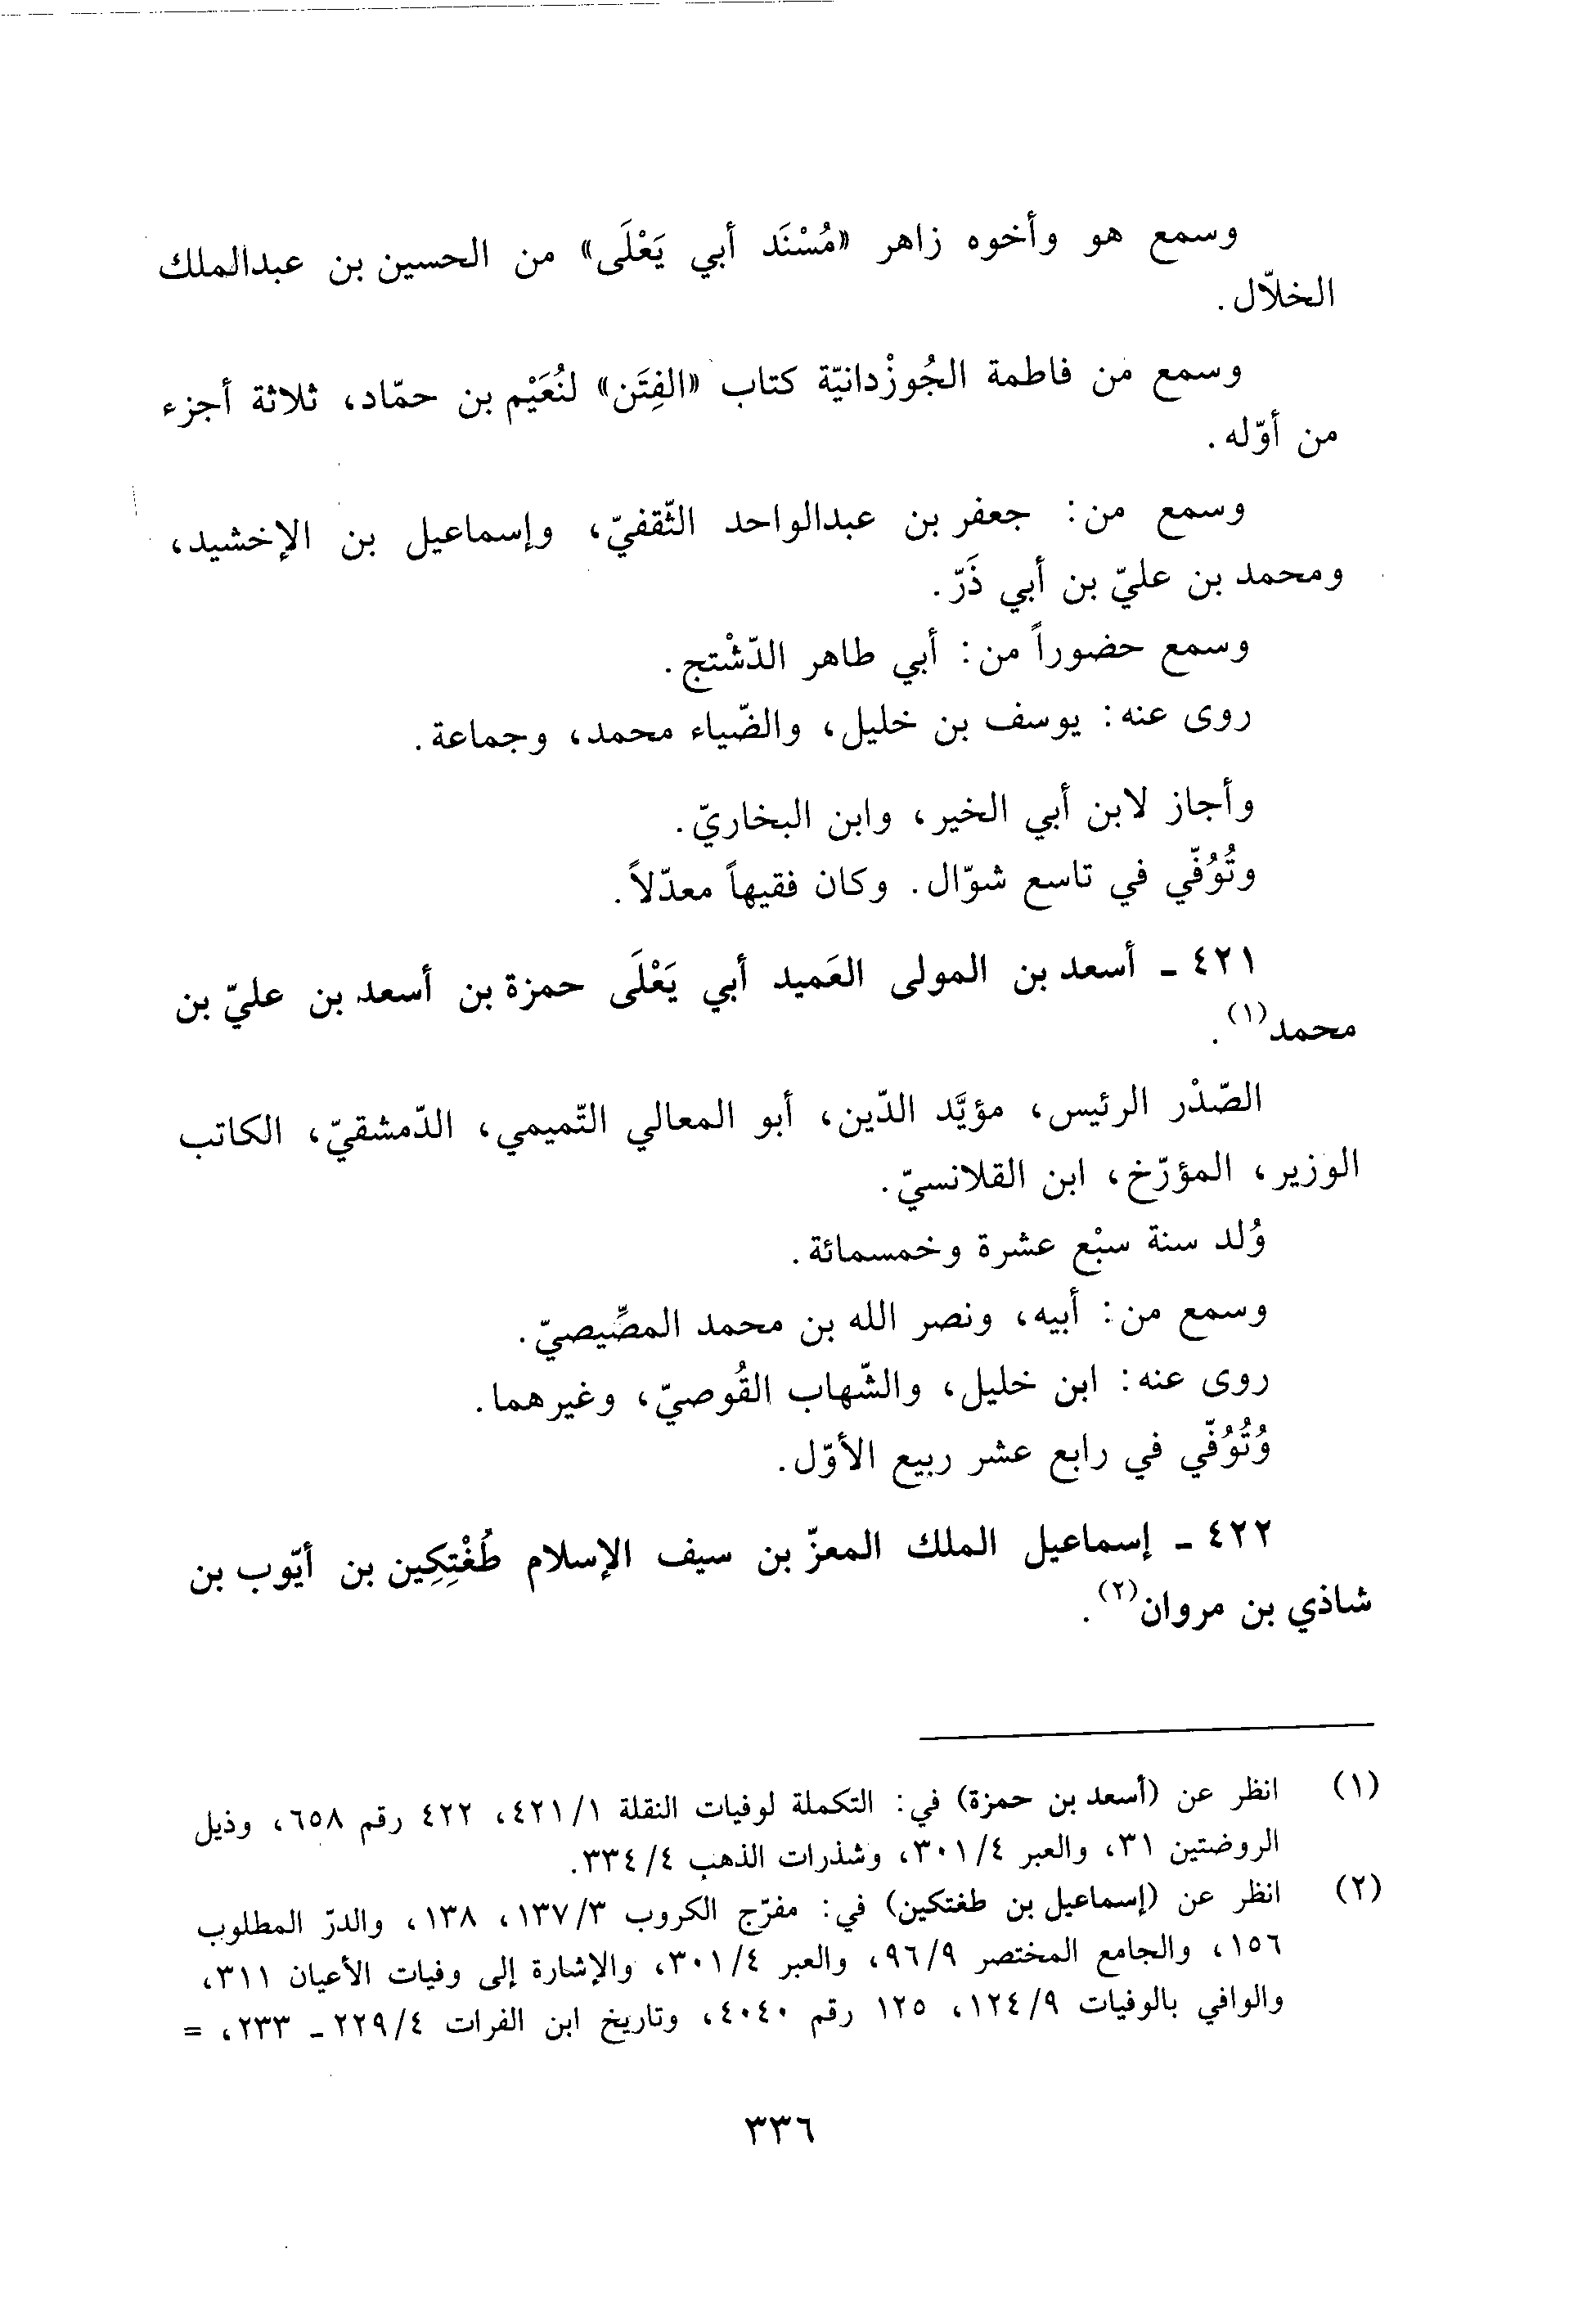 وسمع هو وأخوه زاهر «مُسْنَد أبي يَعْلَى» من الحسين بن عبدالملك
الخلاّل.
وسمع من فاطمة الجُوزْدانيّة كتاب «الفِتَن» لنُعَيْم بن حمّاد، ثلاثة أجزء
من أوّله.
وسمع من: جعفر بن عبدالواحد الثّقفيّ، وإسماعيل بن الإخشيد،
ومحمد بن عليّ بن أبي ذَرّ.
وسمع حضوراً من: أبي طاهر الدّشْتج.
روى عنه: يوسف بن خليل، والضّياء محمد، وجماعة.
وأجاز لابن أبي الخير، وابن البخاريّ.
وتُوُفّي في تاسع شوّال. وكان فقيهاً معدّلاً.
٤٢١ ـ أسعد بن المولى العَميد أبي يَعْلَى حمزة بن أسعد بن عليّ بن
محمد(١).
الصّدْر الرئيس، مؤيَّد الدّين، أبو المعالي التّميمي، الدّمشقيّ، الكاتب
الوزير، المؤرّخ، ابن القلانسيّ.
وُلد سنة سبْع عشرة وخمسمائة.
وسمع من: أبيه، ونصر الله بن محمد المصِّيصيّ.
روى عنه: ابن خليل، والشّهاب القُوصيّ، وغيرهما.
وُتُوُفّي في رابع عشر ربيع الأوّل.
٤٢٢ ـ إسماعيل الملك المعزّ بن سيف الإسلام طُغْتِكِين بن أيّوب بن
شاذي بن مروان(٢).
(١) انظر عن (أسعد بن حمزة) في: التكملة لوفيات النقلة ٤٢١/١، ٤٢٢ رقم ٦٥٨، وذيل
الروضتين ٣١، والعبر ٣٠١/٤، وشذرات الذهب ٣٣٤/٤.
(٢) انظر عن (إسماعيل بن طغتكين) في: مفرّج الكروب ١٣٧/٣، ١٣٨، والدرّ المطلوب
١٥٦، والجامع المختصر ٩٦/٩، والعبر ٣٠١/٤، والإشارة إلى وفيات الأعيان ٣١١،
والوافي بالوفيات ١٢٤/٩، ١٢٥ رقم ٤٠٤٠، وتاريخ ابن الفرات ٢٢٩/٤ ـ ٢٣٣، =
٣٣٦